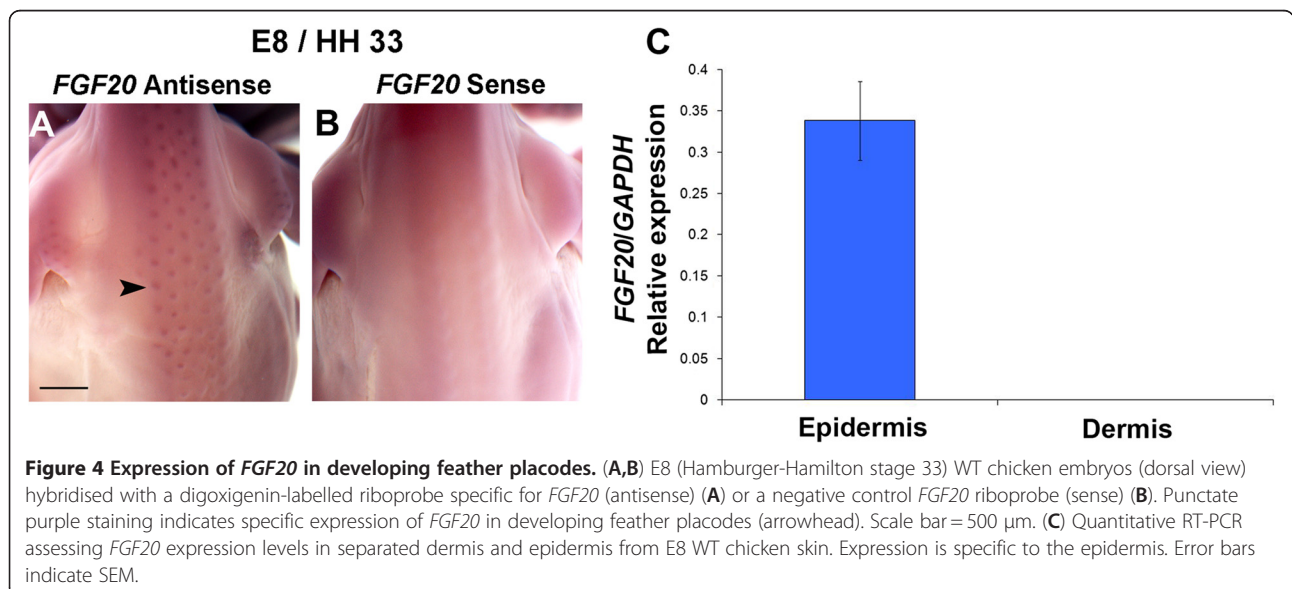 E8 / HH 33
FGF20 Antisense
FGF20 Sense
A
B
C
FGF20/GAPDH
Relative expression
0.4
0.35
0.3
0.25
0.2
0.15
0.1
0.05
0
Epidermis
Dermis
Figure 4 Expression of FGF20 in developing feather placodes. (A,B) E8 (Hamburger-Hamilton stage 33) WT chicken embryos (dorsal view)
hybridised with a digoxigenin-labelled riboprobe specific for FGF20 (antisense) (A) or a negative control FGF20 riboprobe (sense) (B). Punctate
purple staining indicates specific expression of FGF20 in developing feather placodes (arrowhead). Scale bar = 500 μm. (C) Quantitative RT-PCR
assessing FGF20 expression levels in separated dermis and epidermis from E8 WT chicken skin. Expression is specific to the epidermis. Error bars
indicate SEM.